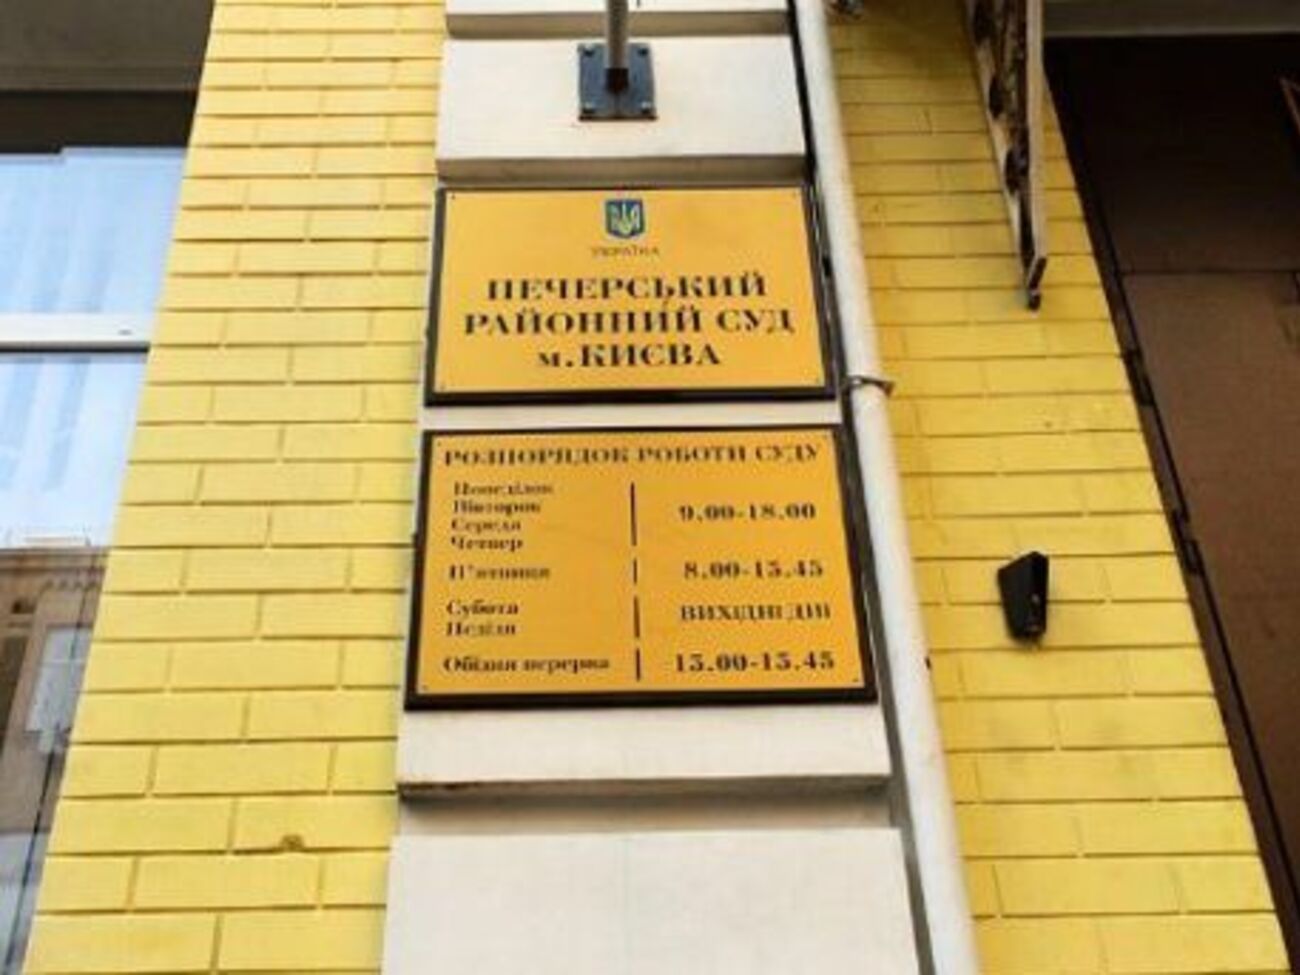 УКРАЇНА
ПЕЧЕРСЬКИЙ
РАЙОННИЙ СУД
м.КИЄВА
РОЗПОРЯДОК РОБОТИ СУДУ
Понеділок
Вівторок
Середа
Четвер
9.00-18.00
П'ятниця
8.00-15.45
Субота
Неділя
ВИХІДНІ ДНІ
Обідня перерва
13.00-13.45